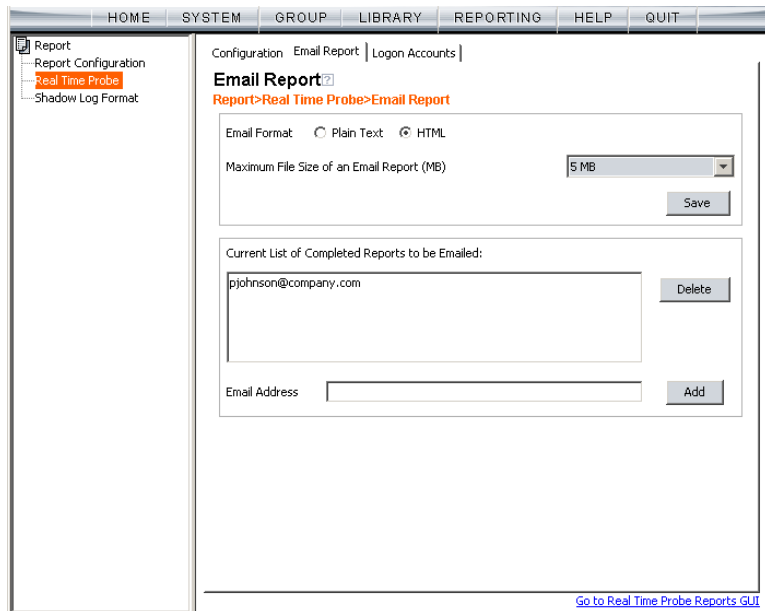 HOME SYSTEM GROUP LIBRARY REPORTING HELP QUIT
Report
Report Configuration
Real Time Probe
Shadow Log Format
Configuration Email Report Logon Accounts
Email Report?
Report>Real Time Probe>Email Report
Email Format Plain Text HTML
Maximum File Size of an Email Report (MB) 5 MB
Save
Current List of Completed Reports to be Emailed:
pjohnson@company.com
Delete
Email Address Add
Go to Real Time Probe Reports GUI